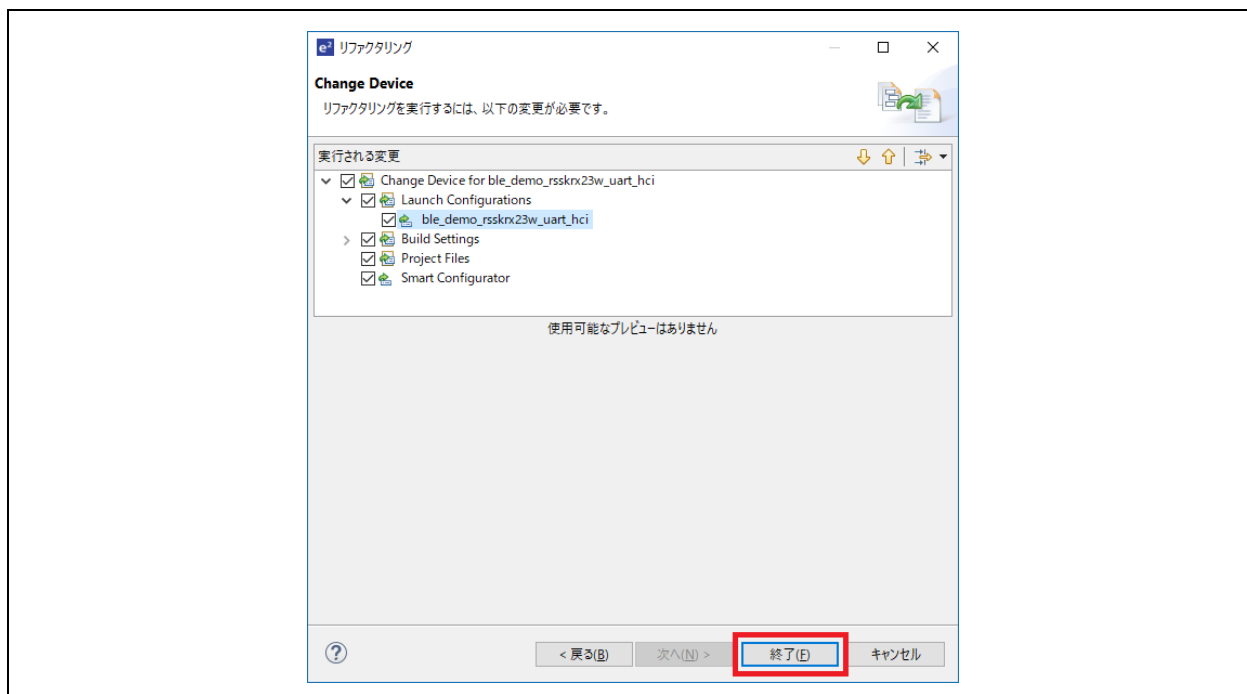 e² リファクタリング
Change Device
リファクタリングを実行するには、以下の変更が必要です。
実行される変更
Change Device for ble_demo_rsskrx23w_uart_hci
Launch Configurations
ble_demo_rsskrx23w_uart_hci
Build Settings
Project Files
Smart Configurator
使用可能なプレビューはありません
< 戻る(B) 次へ(N) > 終了(F) キャンセル